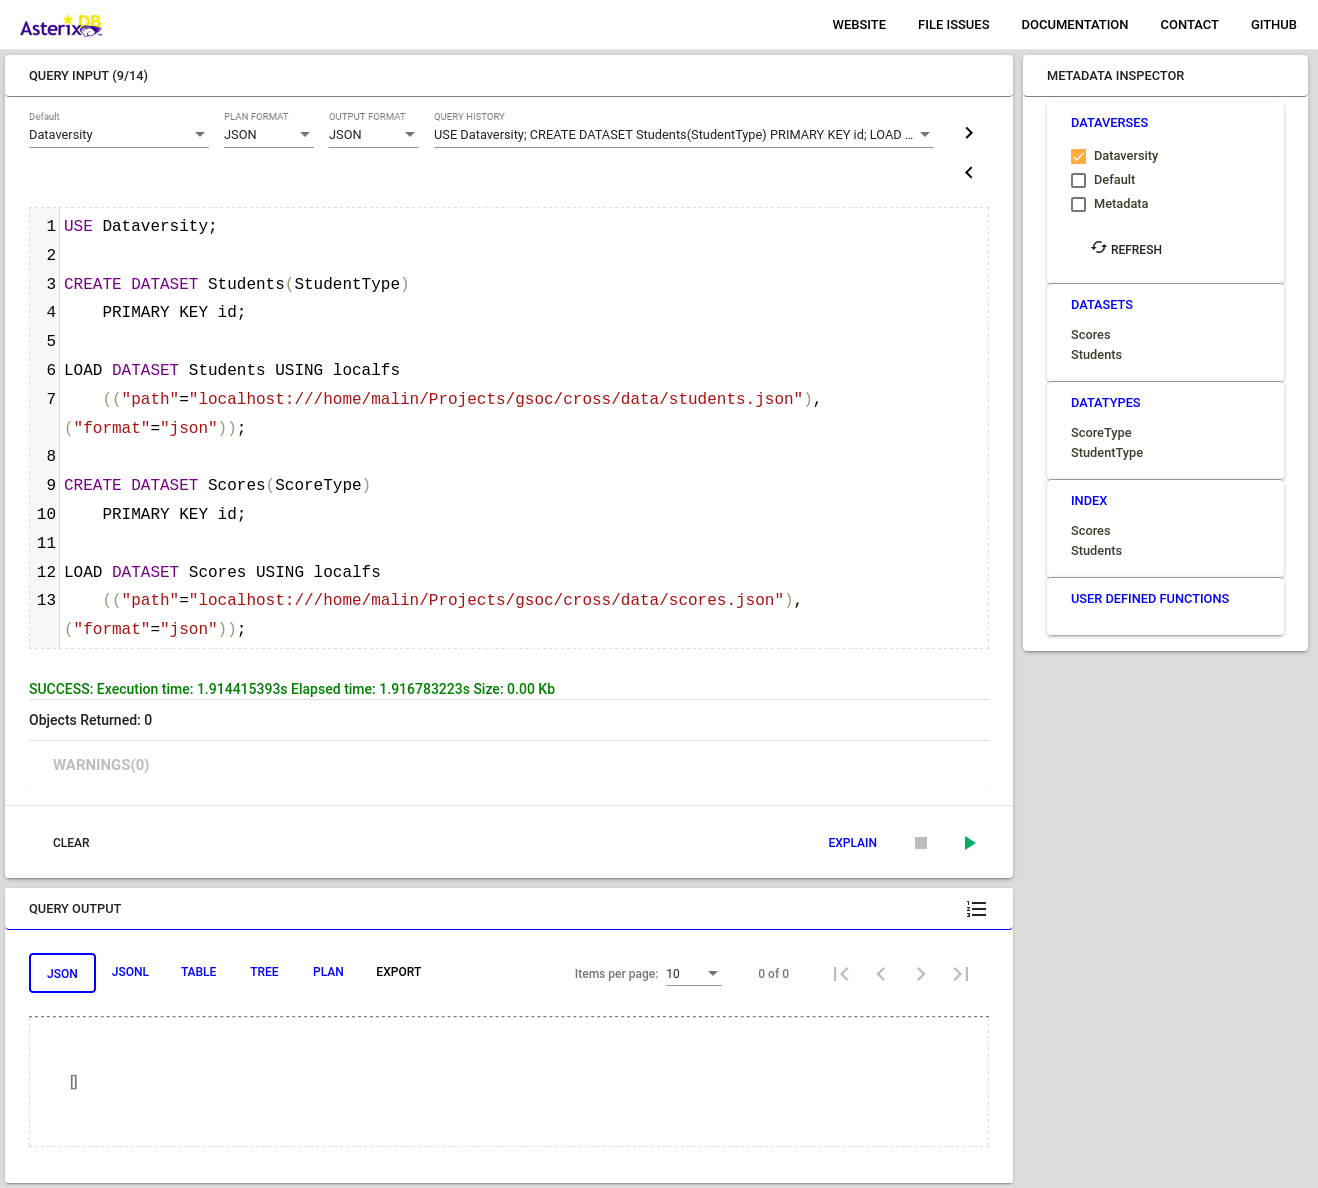 AsterixDB
WEBSITE FILE ISSUES DOCUMENTATION CONTACT GITHUB
QUERY INPUT (9/14)
Default PLAN FORMAT OUTPUT FORMAT QUERY HISTORY
Dataversity JSON JSON USE Dataversity; CREATE DATASET Students(StudentType) PRIMARY KEY id; LOAD ...
1 USE Dataversity;
2
3 CREATE DATASET Students(StudentType)
4 PRIMARY KEY id;
5
6 LOAD DATASET Students USING localfs
7 (("path"="localhost:///home/malin/Projects/gsoc/cross/data/students.json"),
("format"="json"));
8
9 CREATE DATASET Scores(ScoreType)
10 PRIMARY KEY id;
11
12 LOAD DATASET Scores USING localfs
13 (("path"="localhost:///home/malin/Projects/gsoc/cross/data/scores.json"),
("format"="json"));
SUCCESS: Execution time: 1.914415393s Elapsed time: 1.916783223s Size: 0.00 Kb
Objects Returned: 0
WARNINGS(0)
CLEAR EXPLAIN
QUERY OUTPUT
JSON JSONL TABLE TREE PLAN EXPORT Items per page: 10 0 of 0
[]
METADATA INSPECTOR
DATAVERSES
Dataversity
Default
Metadata
REFRESH
DATASETS
Scores
Students
DATATYPES
ScoreType
StudentType
INDEX
Scores
Students
USER DEFINED FUNCTIONS